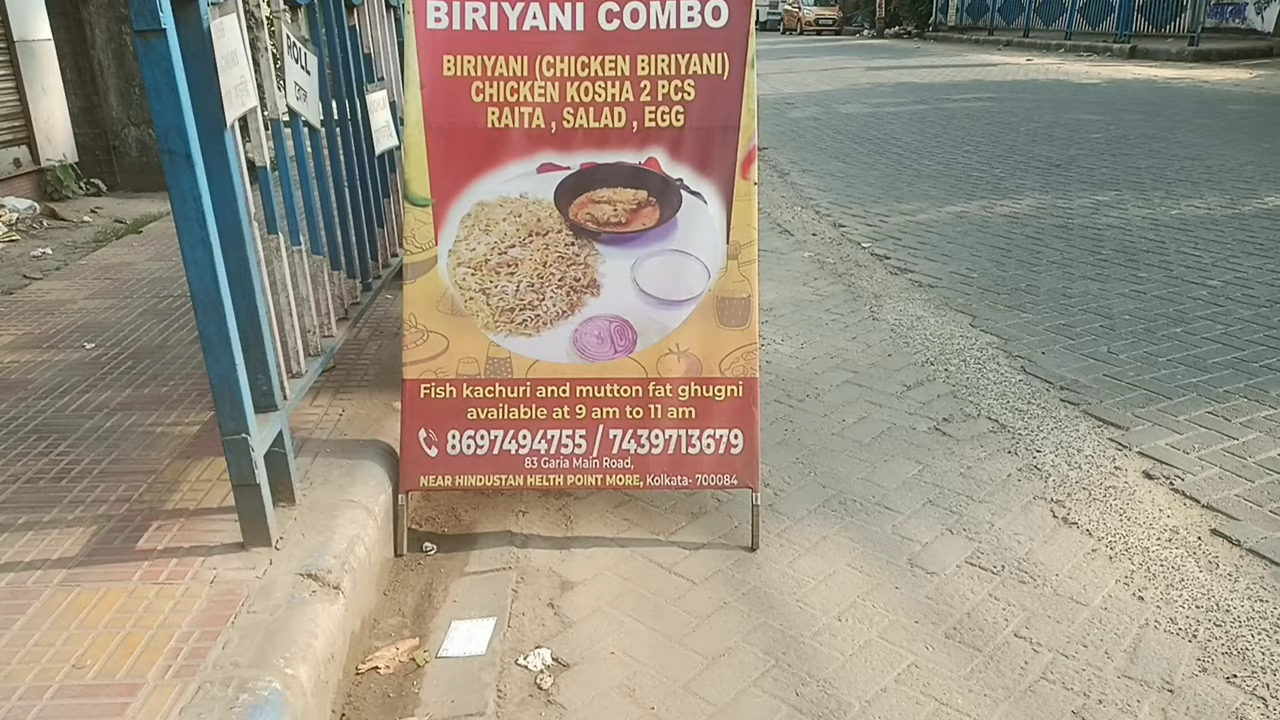 BIRIYANI COMBO
BIRIYANI (CHICKEN BIRIYANI)
CHICKEN KOSHA 2 PCS
RAITA , SALAD , EGG
Fish kachuri and mutton fat ghugni
available at 9 am to 11 am
8697494755 / 7439713679
83 Garia Main Road,
NEAR HINDUSTAN HELTH POINT MORE, Kolkata- 700084
ROLL
রোল